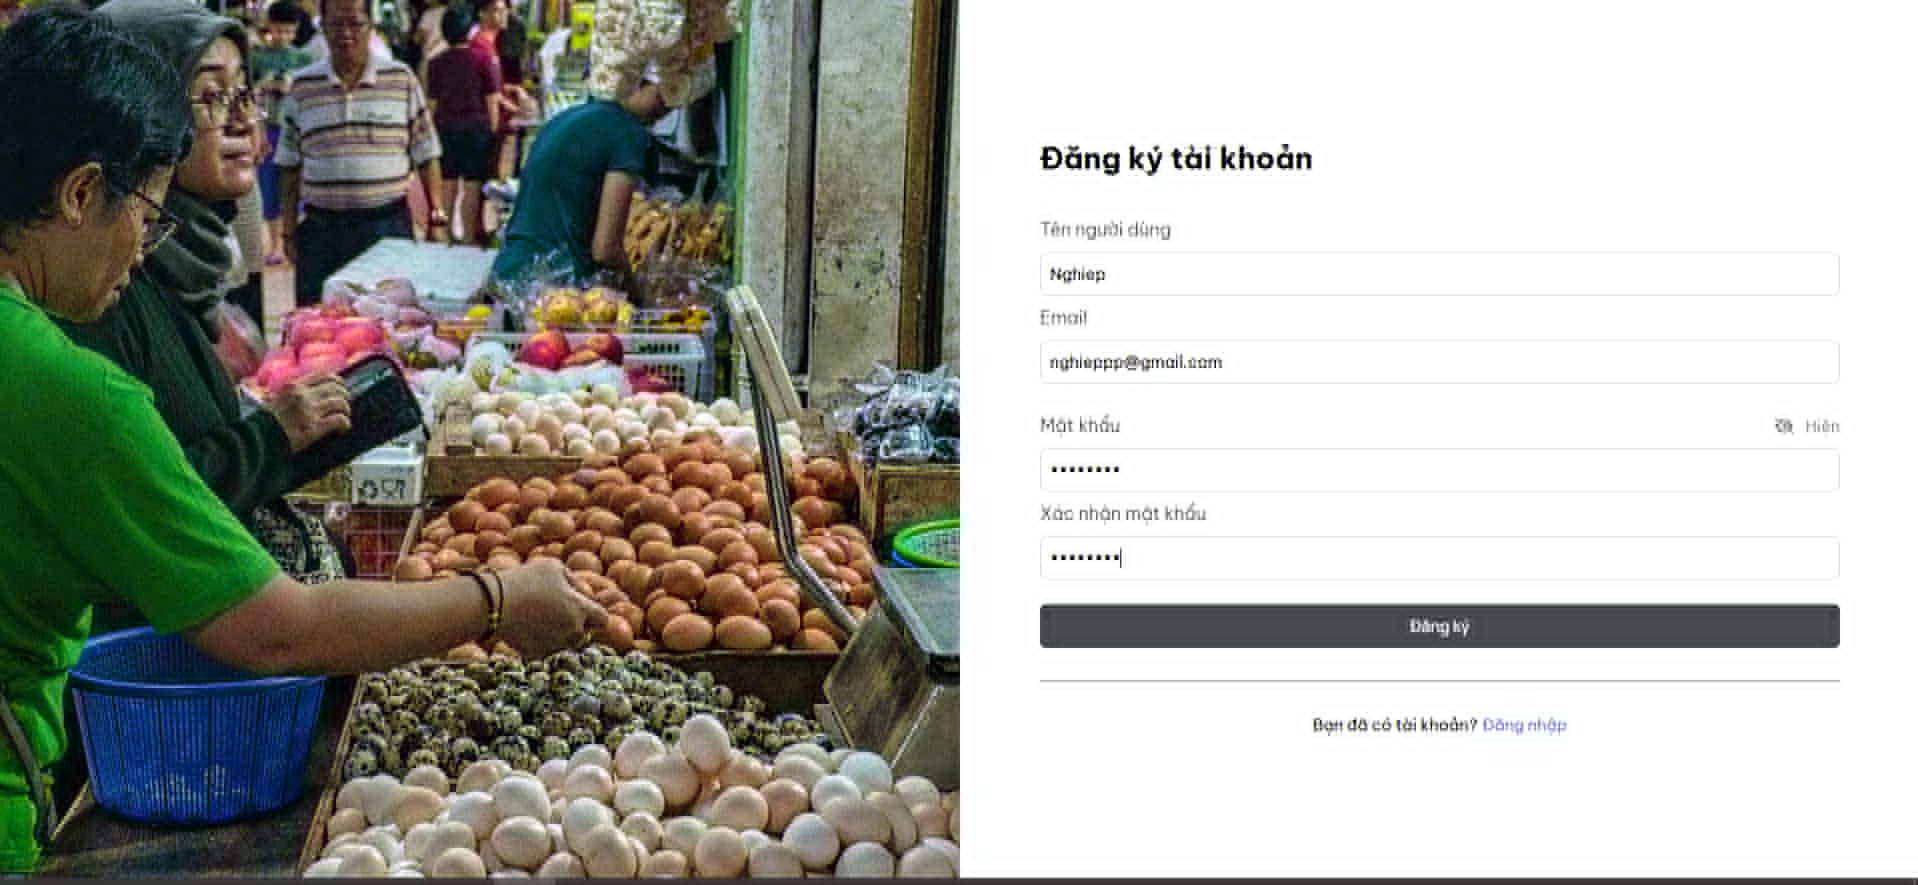 Đăng ký tài khoản
Tên người dùng
Nghiep
Email
nghieppp@gmail.com
Mật khẩu
Hiện
••••••••
Xác nhận mật khẩu
••••••••
Đăng ký
Bạn đã có tài khoản? Đăng nhập